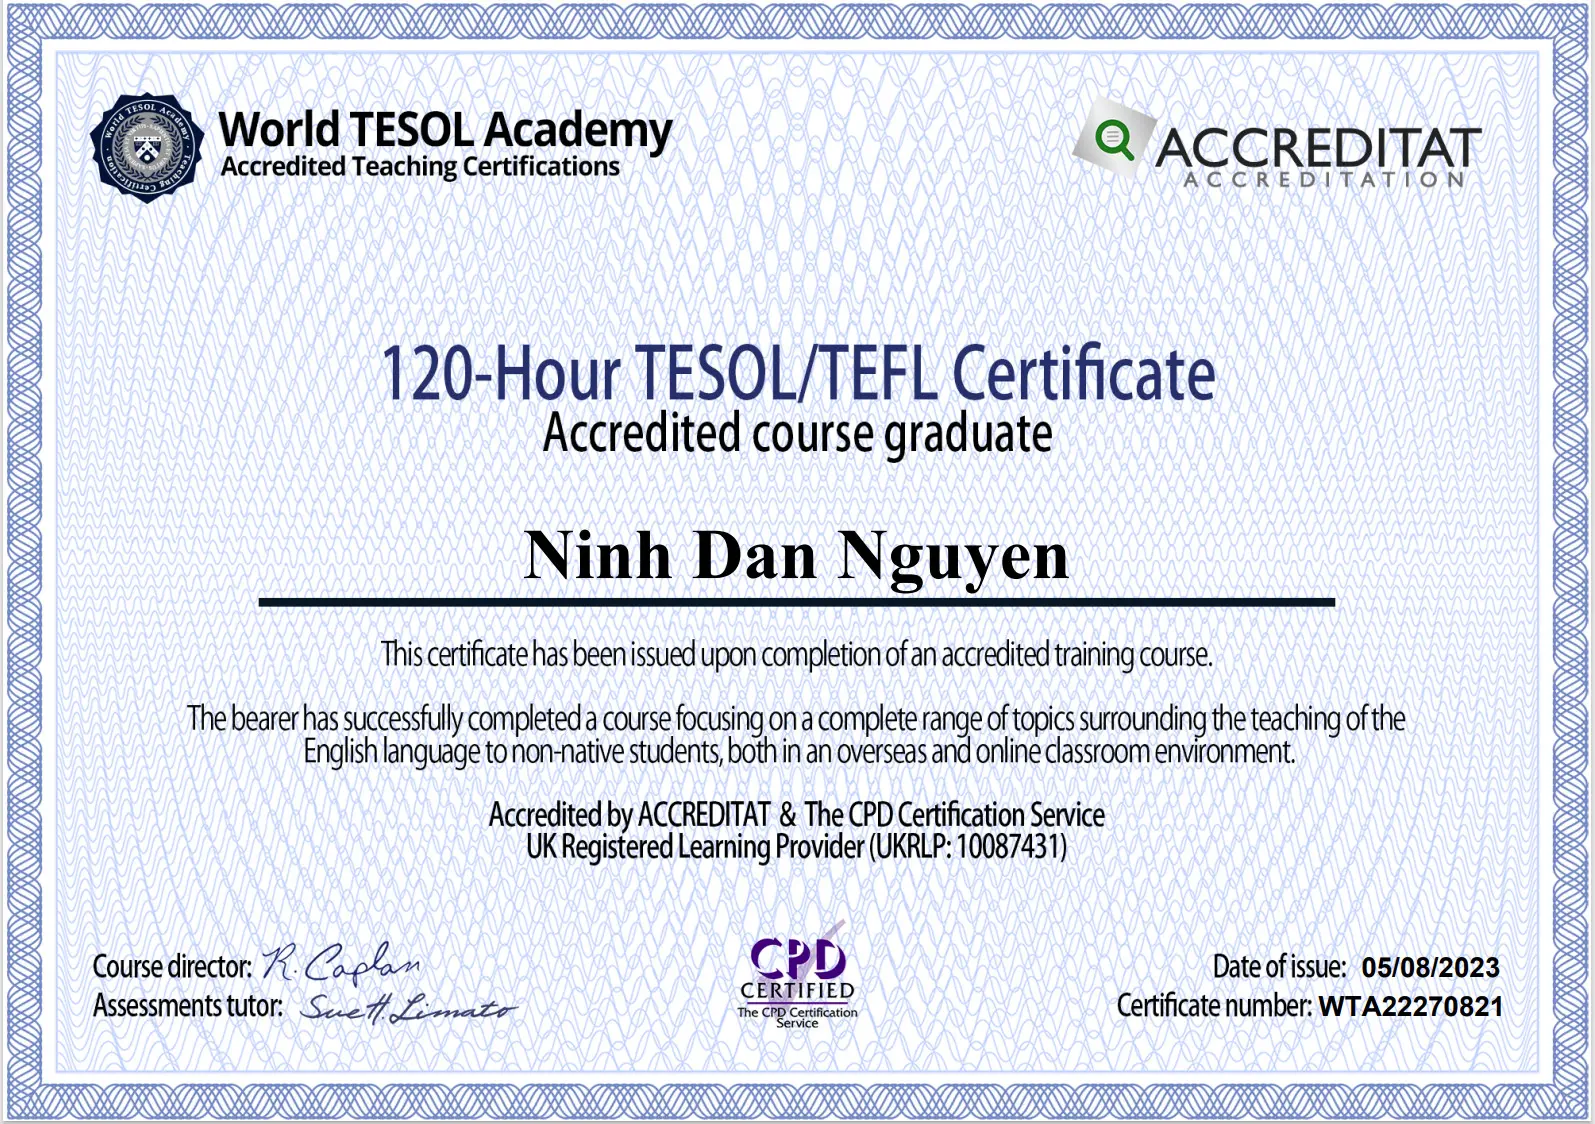 World TESOL Academy
Accredited Teaching Certifications
World TESOL Academy
Teaching Certification
ACCREDITAT
ACCREDITATION
120-Hour TESOL/TEFL Certificate
Accredited course graduate
Ninh Dan Nguyen
This certificate has been issued upon completion of an accredited training course.
The bearer has successfully completed a course focusing on a complete range of topics surrounding the teaching of the
English language to non-native students, both in an overseas and online classroom environment.
Accredited by ACCREDITAT & The CPD Certification Service
UK Registered Learning Provider (UKRLP: 10087431)
Course director: R. Caplan
Assessments tutor: Sue H. Limato
CPD
CERTIFIED
The CPD Certification
Service
Date of issue: 05/08/2023
Certificate number: WTA22270821